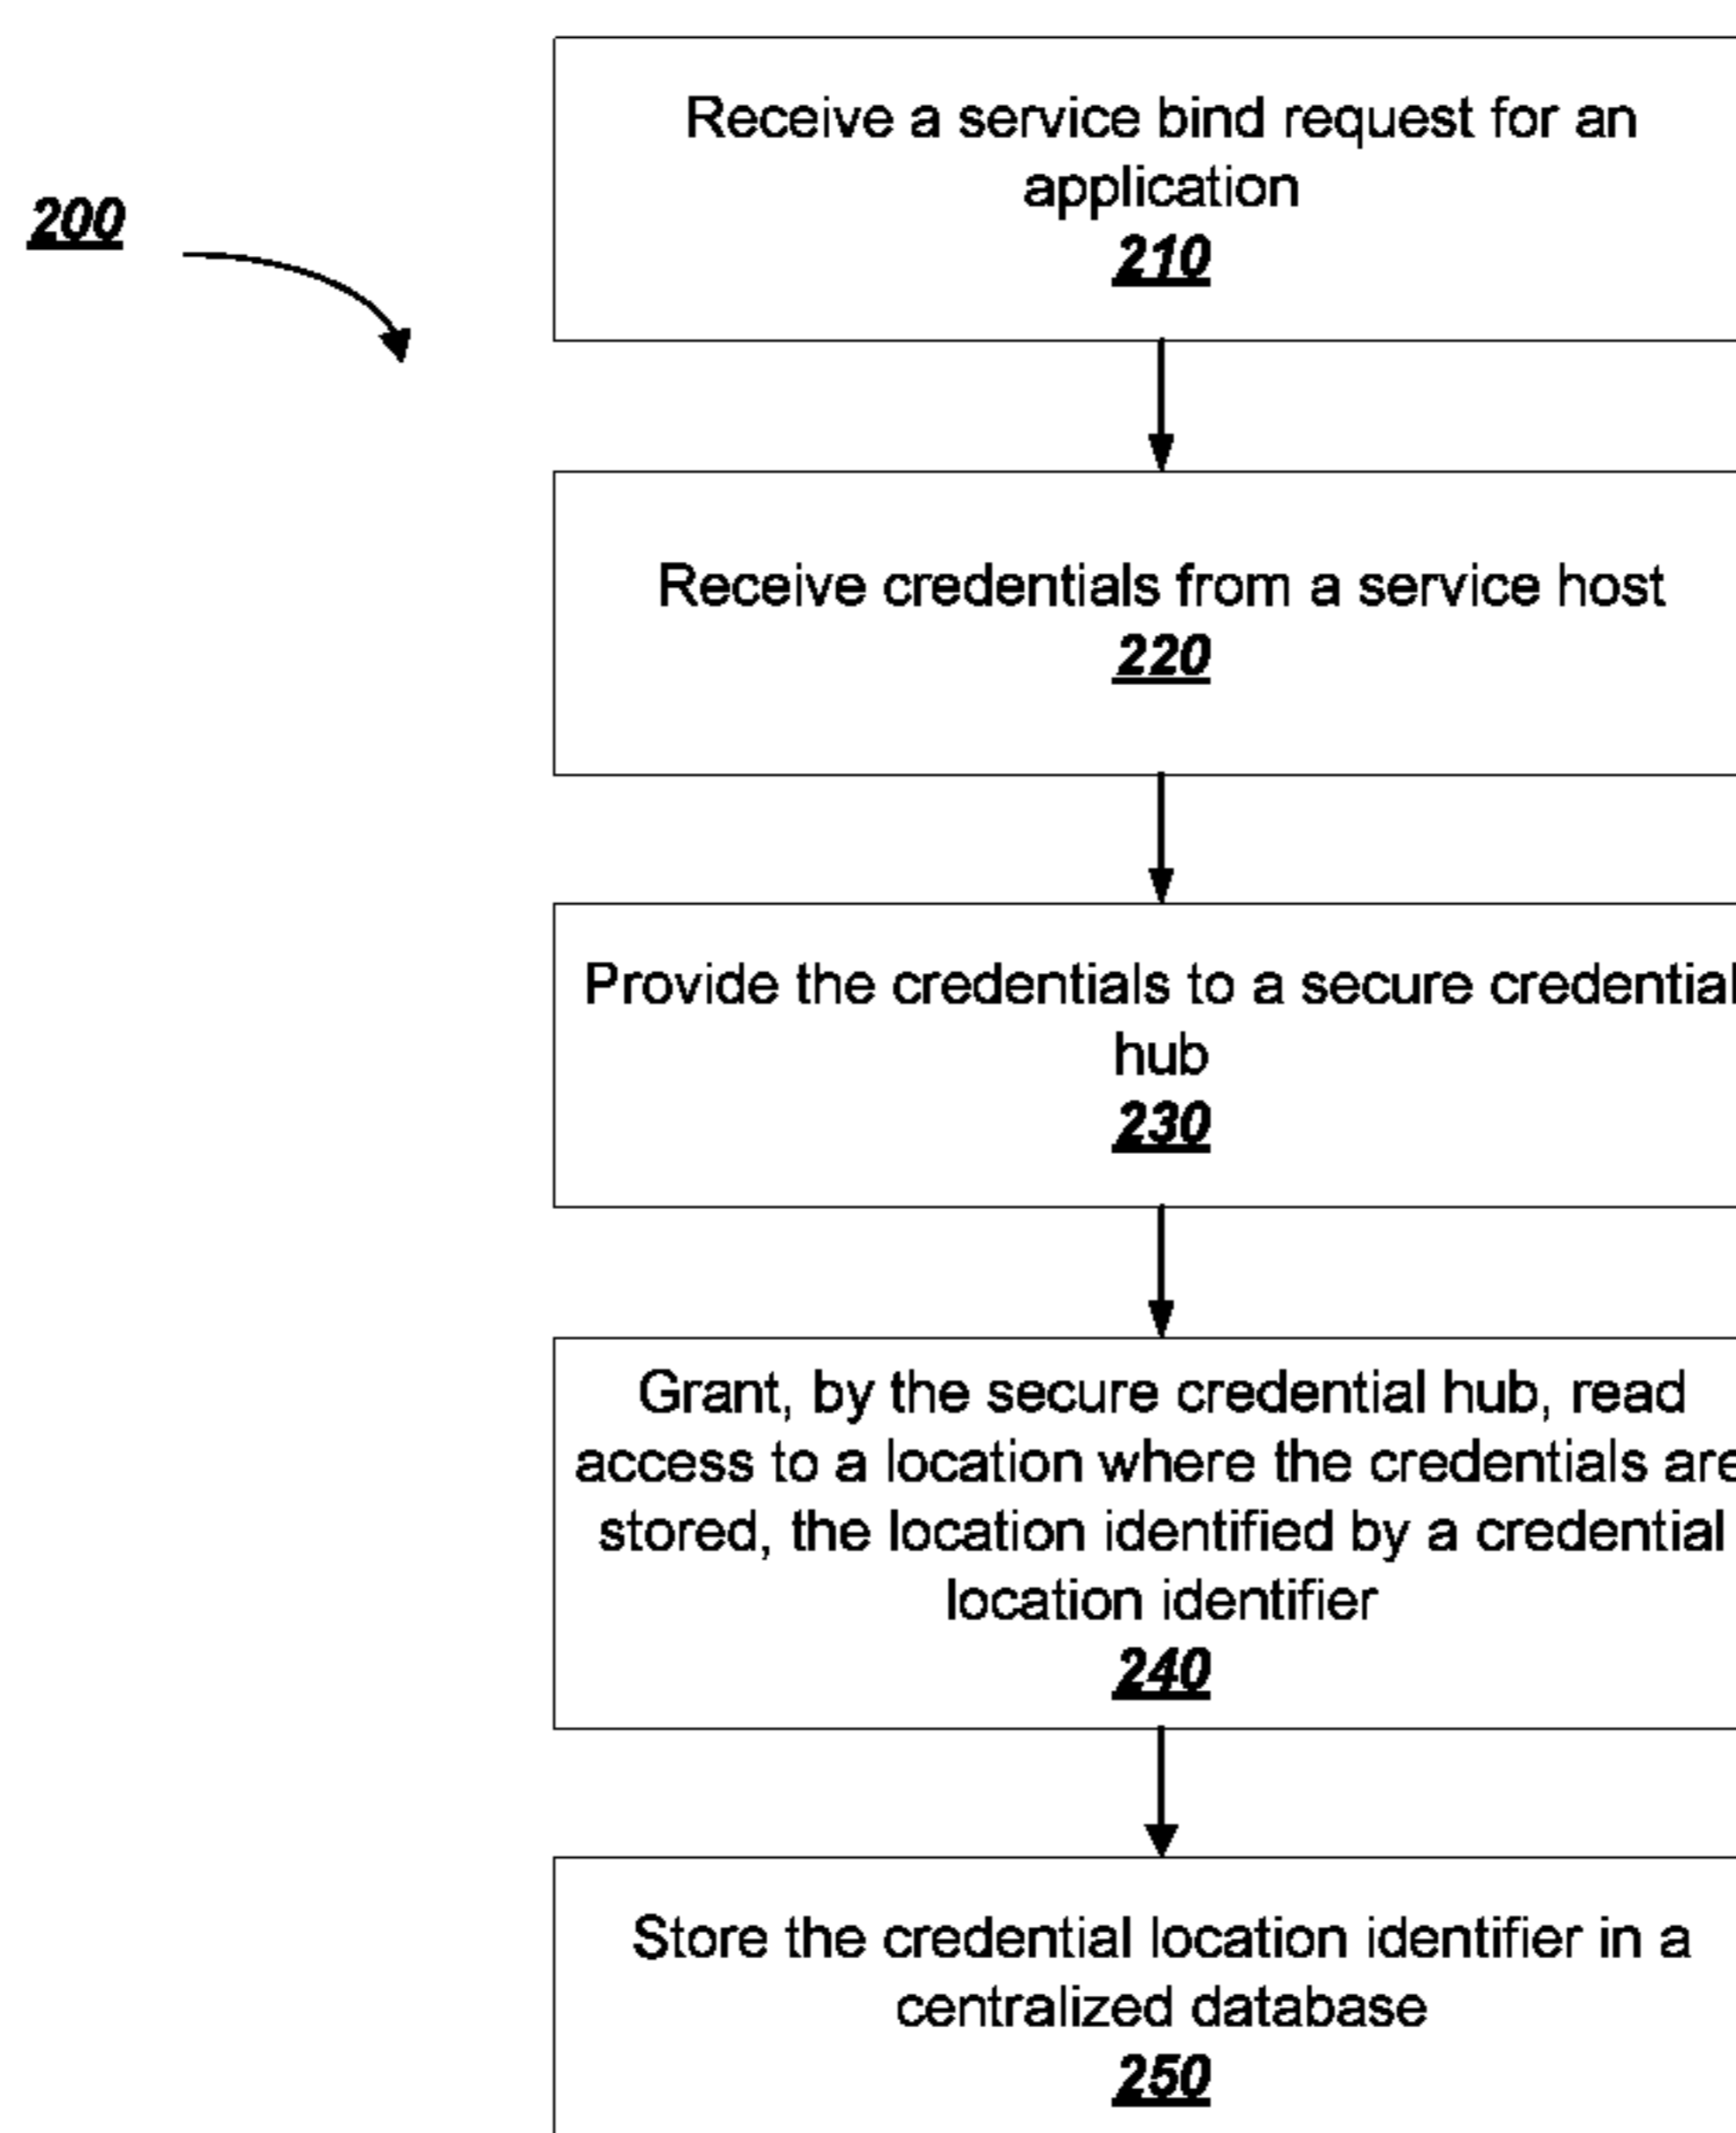 Receive a service bind request for an
application
210
200
Receive credentials from a service host
220
Provide the credentials to a secure credential
hub
230
Grant, by the secure credential hub, read
access to a location where the credentials are
stored, the location identified by a credential
location identifier
240
Store the credential location identifier in a
centralized database
250